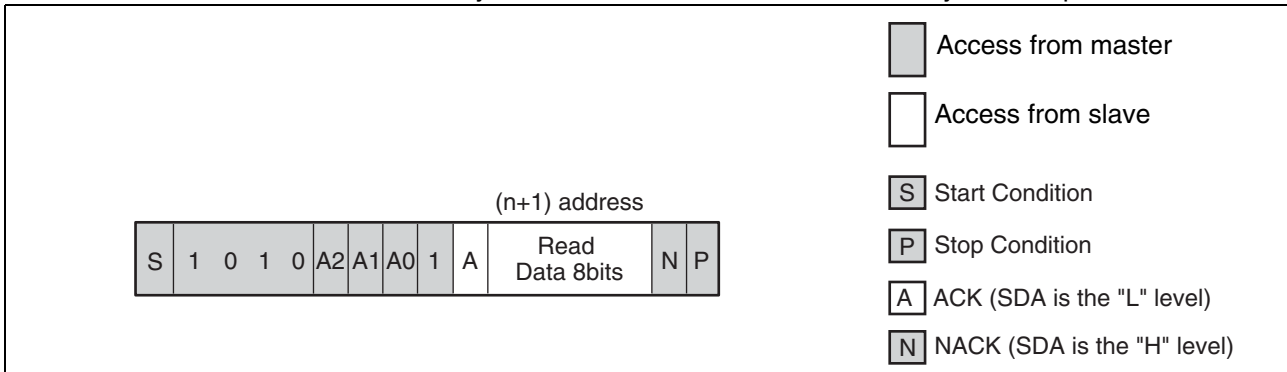 Access from master
Access from slave
(n+1) address
S 1 0 1 0 A2 A1 A0 1 A Read Data 8bits N P
S Start Condition
P Stop Condition
A ACK (SDA is the "L" level)
N NACK (SDA is the "H" level)